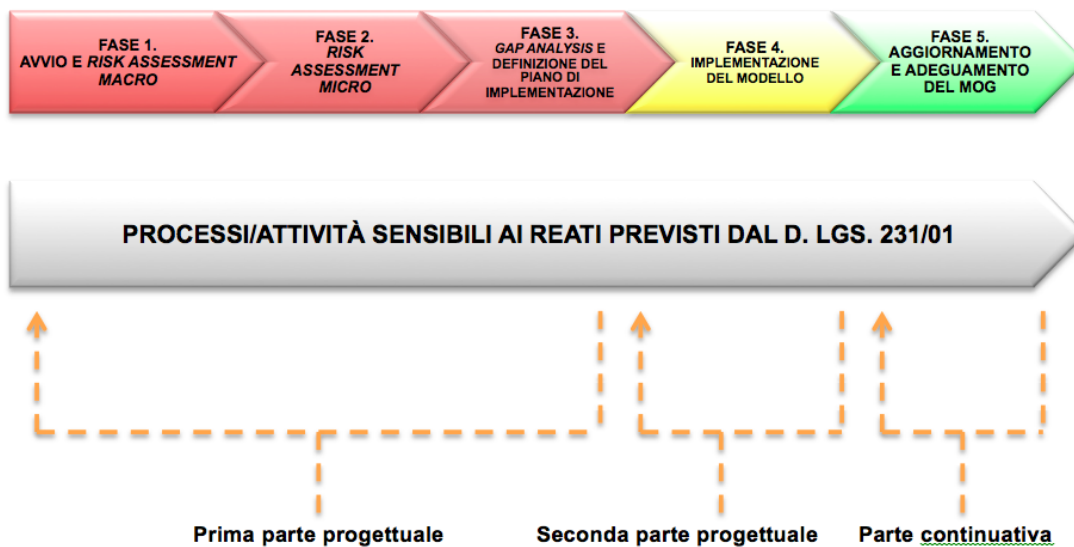 FASE 1.
AVVIO E RISK ASSESSMENT
MACRO
FASE 2.
RISK
ASSESSMENT
MICRO
FASE 3.
GAP ANALYSIS E
DEFINIZIONE DEL
PIANO DI
IMPLEMENTAZIONE
FASE 4.
IMPLEMENTAZIONE
DEL MODELLO
FASE 5.
AGGIORNAMENTO
E ADEGUAMENTO
DEL MOG
PROCESSI/ATTIVITÀ SENSIBILI AI REATI PREVISTI DAL D. LGS. 231/01
Prima parte progettuale
Seconda parte progettuale
Parte continuativa